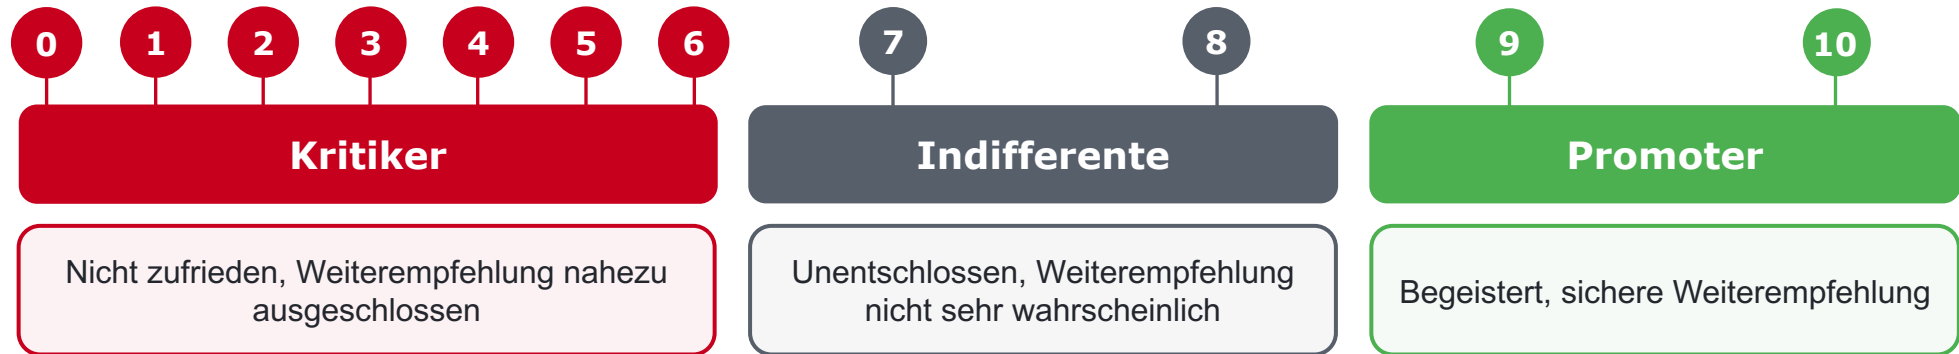 0 1 2 3 4 5 6 7 8 9 10
Kritiker
Indifferente
Promoter
Nicht zufrieden, Weiterempfehlung nahezu
ausgeschlossen
Unentschlossen, Weiterempfehlung
nicht sehr wahrscheinlich
Begeistert, sichere Weiterempfehlung